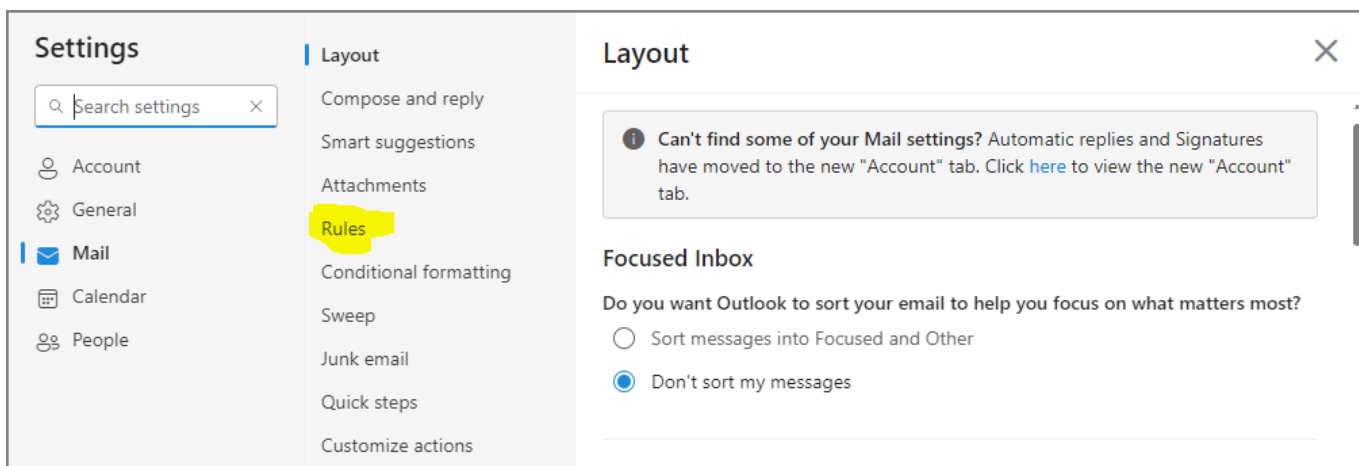 Settings
Search settings
Account
General
Mail
Calendar
People
Layout
Compose and reply
Smart suggestions
Attachments
Rules
Conditional formatting
Sweep
Junk email
Quick steps
Customize actions
Layout
Can't find some of your Mail settings? Automatic replies and Signatures
have moved to the new "Account" tab. Click here to view the new "Account"
tab.
Focused Inbox
Do you want Outlook to sort your email to help you focus on what matters most?
Sort messages into Focused and Other
Don't sort my messages